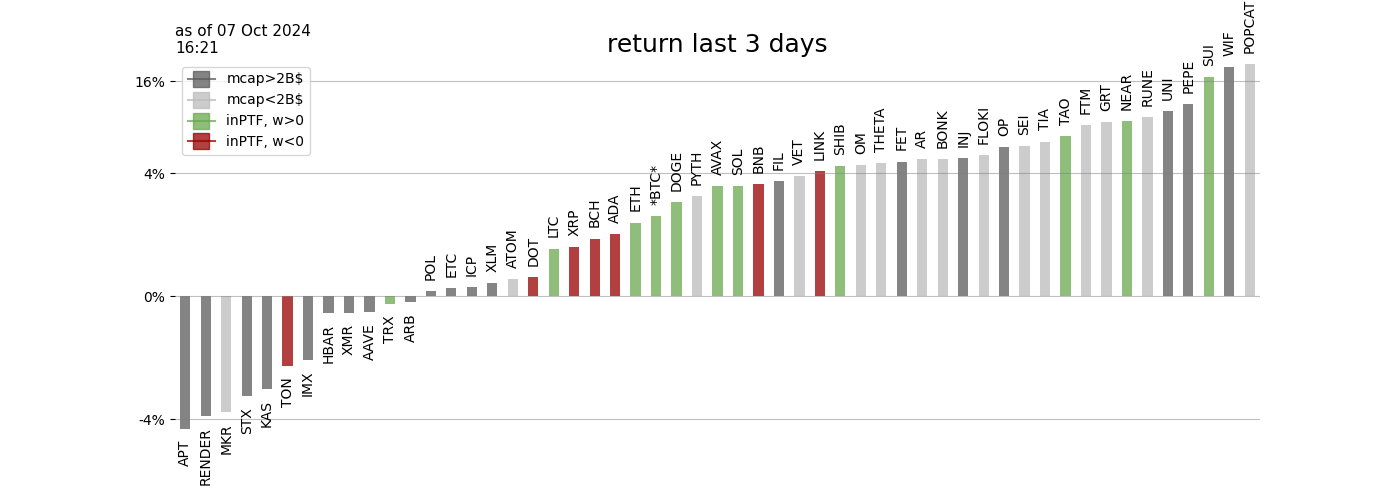 as of 07 Oct 2024
16:21
return last 3 days
mcap>2B$
mcap<2B$
inPTF, w>0
inPTF, w<0
16%
4%
0%
-4%
APT
RENDER
MKR
STX
KAS
TON
IMX
HBAR
XMR
AAVE
TRX
ARB
POL
ETC
ICP
XLM
ATOM
DOT
LTC
XRP
BCH
ADA
ETH
*BTC*
DOGE
PYTH
AVAX
SOL
BNB
FIL
VET
LINK
SHIB
OM
THETA
FET
AR
BONK
INJ
FLOKI
OP
SEI
TIA
TAO
FTM
GRT
NEAR
RUNE
UNI
PEPE
SUI
WIF
POPCAT